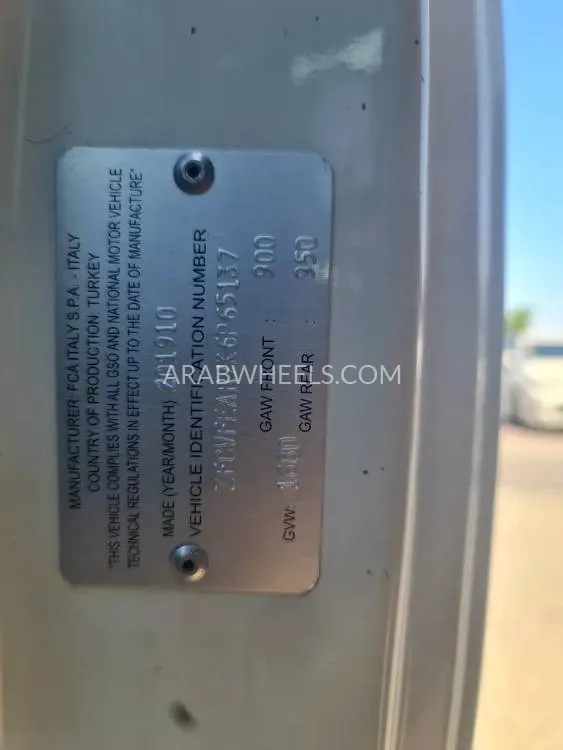 MANUFACTURER: FCA ITALY S.P.A. - ITALY
COUNTRY OF PRODUCTION: TURKEY
"THIS VEHICLE COMPLIES WITH ALL GSO AND NATIONAL MOTOR VEHICLE
TECHNICAL REGULATIONS IN EFFECT UP TO THE DATE OF MANUFACTURE"
MADE (YEAR/MONTH) 201910
VEHICLE IDENTIFICATION NUMBER
GAW FRONT : 900
GVW:
GAW REAR : 950
ARABWHEELS.COM